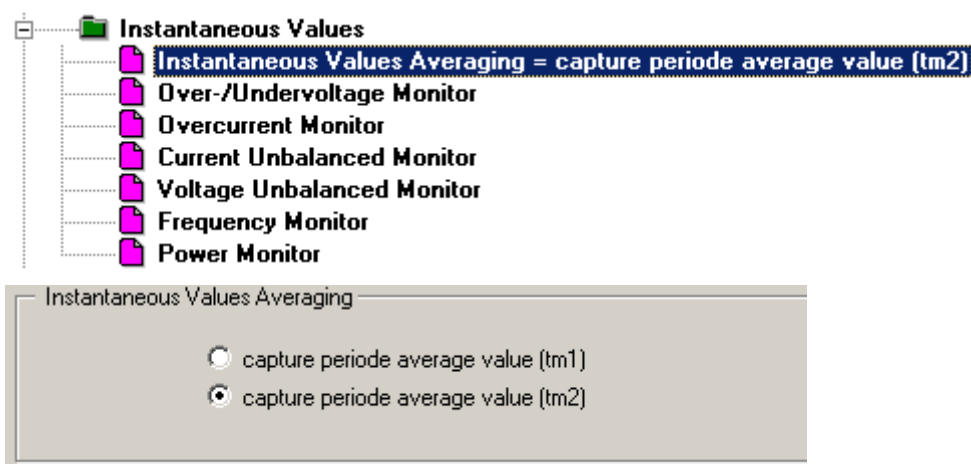 Instantaneous Values
Instantaneous Values Averaging = capture periode average value (tm2)
Over-/Undervoltage Monitor
Overcurrent Monitor
Current Unbalanced Monitor
Voltage Unbalanced Monitor
Frequency Monitor
Power Monitor
Instantaneous Values Averaging
capture periode average value (tm1)
capture periode average value (tm2)